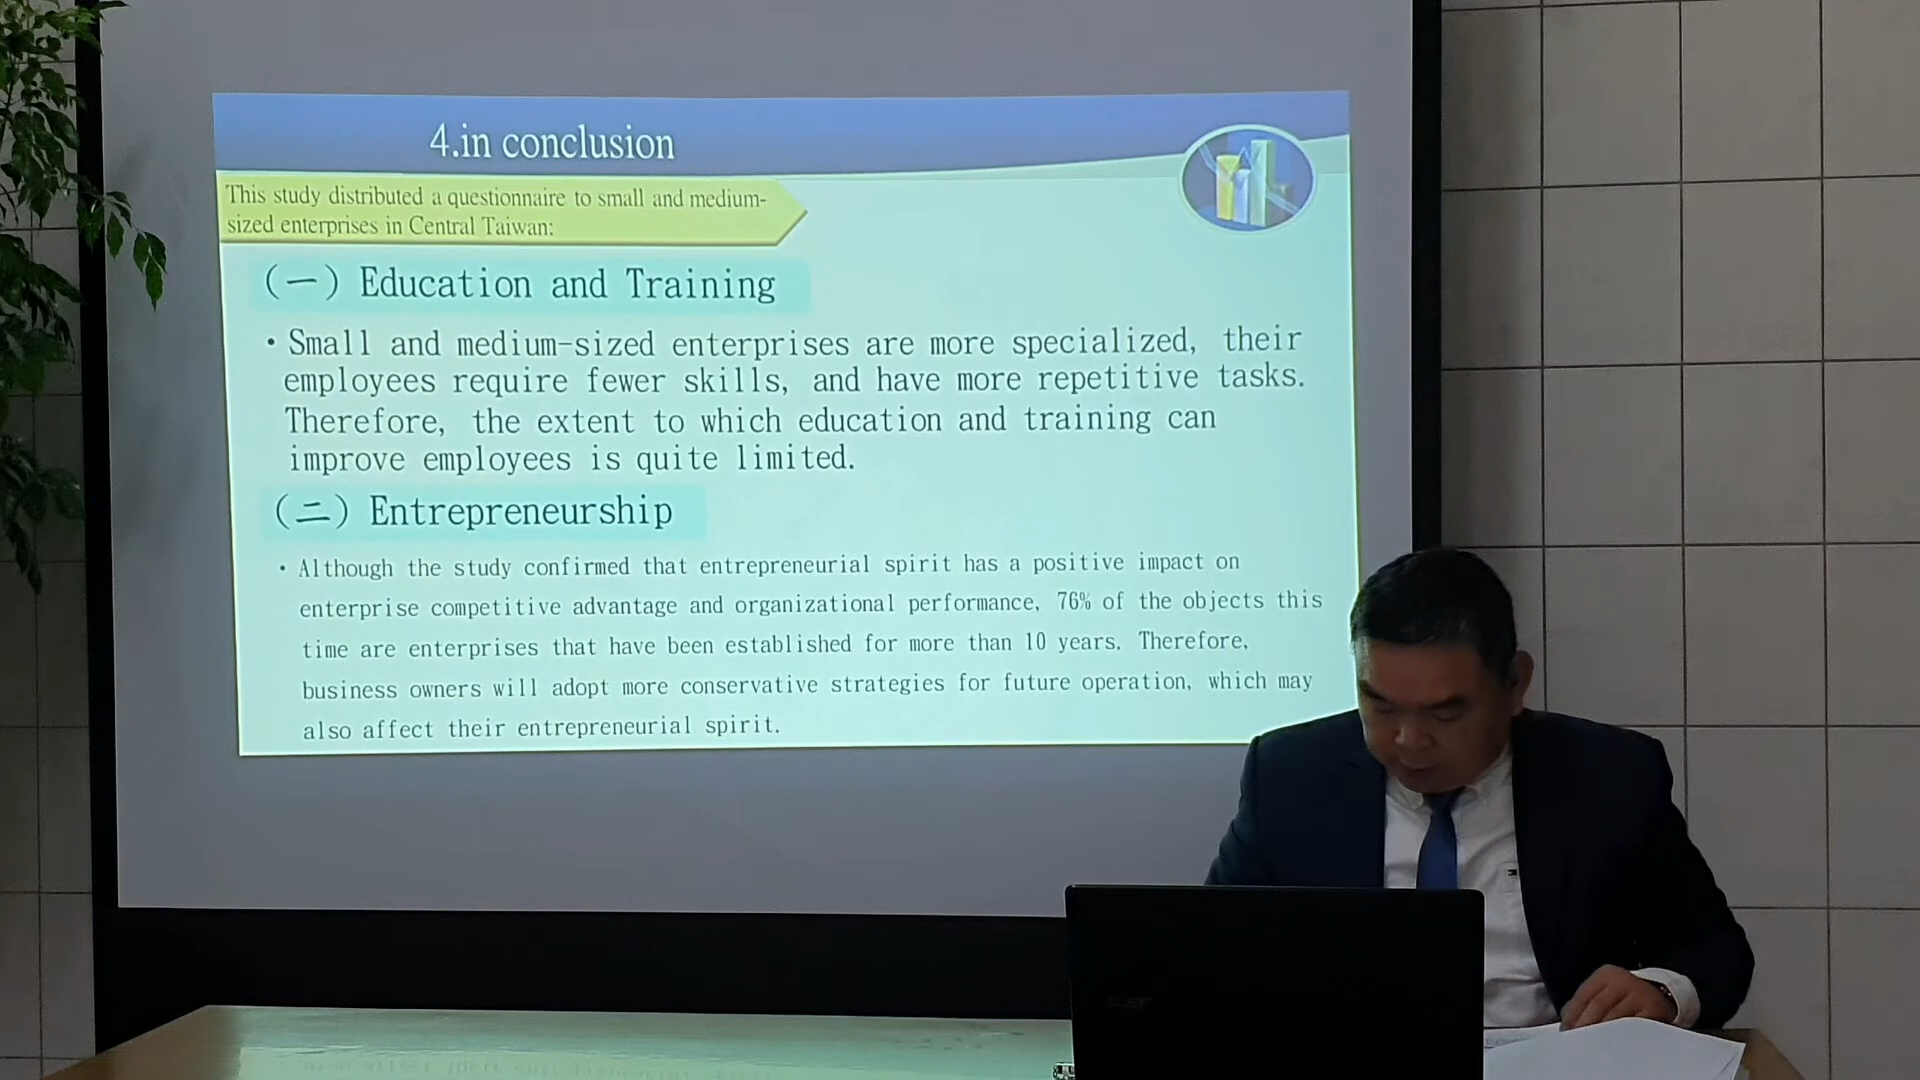 4.in conclusion
This study distributed a questionnaire to small and medium-
sized enterprises in Central Taiwan:
(一) Education and Training
• Small and medium-sized enterprises are more specialized, their
employees require fewer skills, and have more repetitive tasks.
Therefore, the extent to which education and training can
improve employees is quite limited.
(二) Entrepreneurship
• Although the study confirmed that entrepreneurial spirit has a positive impact on
enterprise competitive advantage and organizational performance, 76% of the objects this
time are enterprises that have been established for more than 10 years. Therefore,
business owners will adopt more conservative strategies for future operation, which may
also affect their entrepreneurial spirit.
acer